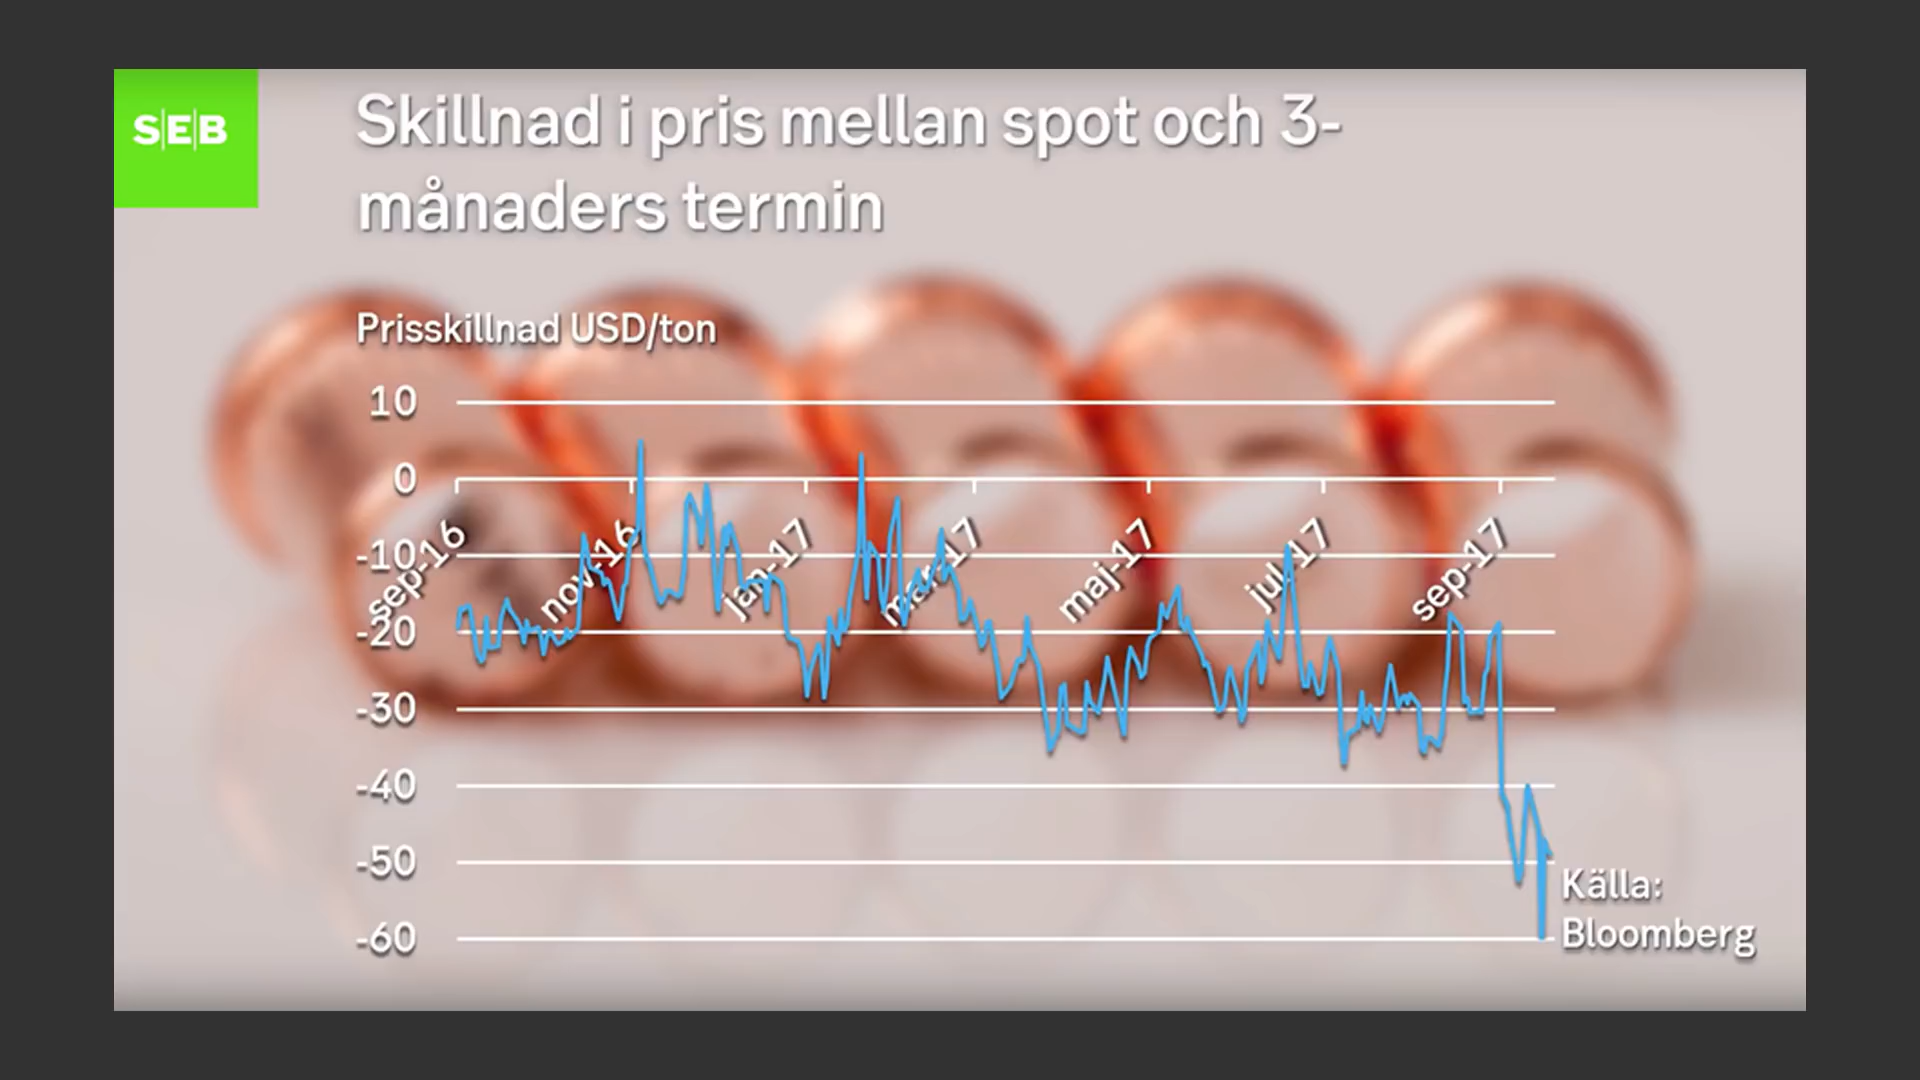 S|E|B
Skillnad i pris mellan spot och 3-
månaders termin
Prisskillnad USD/ton
10
0
-10
-20
-30
-40
-50
-60
sep-16
nov-16
jan-17
mar-17
maj-17
jul-17
sep-17
Källa:
Bloomberg